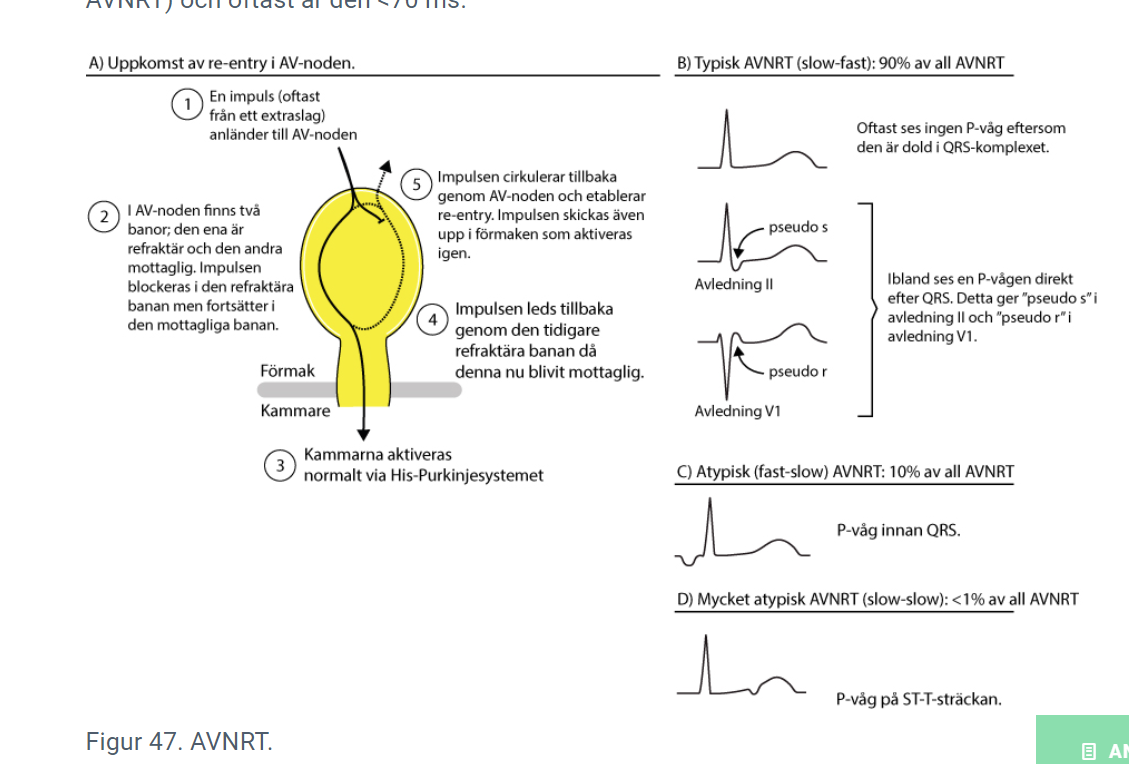 AVNRT) och oftast är den <70 ms.
A) Uppkomst av re-entry i AV-noden.
1
En impuls (oftast
från ett extraslag)
anländer till AV-noden
2
I AV-noden finns två
banor; den ena är
refraktär och den andra
mottaglig. Impulsen
blockeras i den refraktära
banan men fortsätter i
den mottagliga banan.
5
Impulsen cirkulerar tillbaka
genom AV-noden och etablerar
re-entry. Impulsen skickas även
upp i förmaken som aktiveras
igen.
4
Impulsen leds tillbaka
genom den tidigare
refraktära banan då
denna nu blivit mottaglig.
Förmak
Kammare
3
Kammarna aktiveras
normalt via His-Purkinjesystemet
B) Typisk AVNRT (slow-fast): 90% av all AVNRT
Oftast ses ingen P-våg eftersom
den är dold i QRS-komplexet.
pseudo s
Avledning II
pseudo r
Avledning V1
Ibland ses en P-vågen direkt
efter QRS. Detta ger "pseudo s" i
avledning II och "pseudo r" i
avledning V1.
C) Atypisk (fast-slow) AVNRT: 10% av all AVNRT
P-våg innan QRS.
D) Mycket atypisk AVNRT (slow-slow): <1% av all AVNRT
P-våg på ST-T-sträckan.
Figur 47. AVNRT.